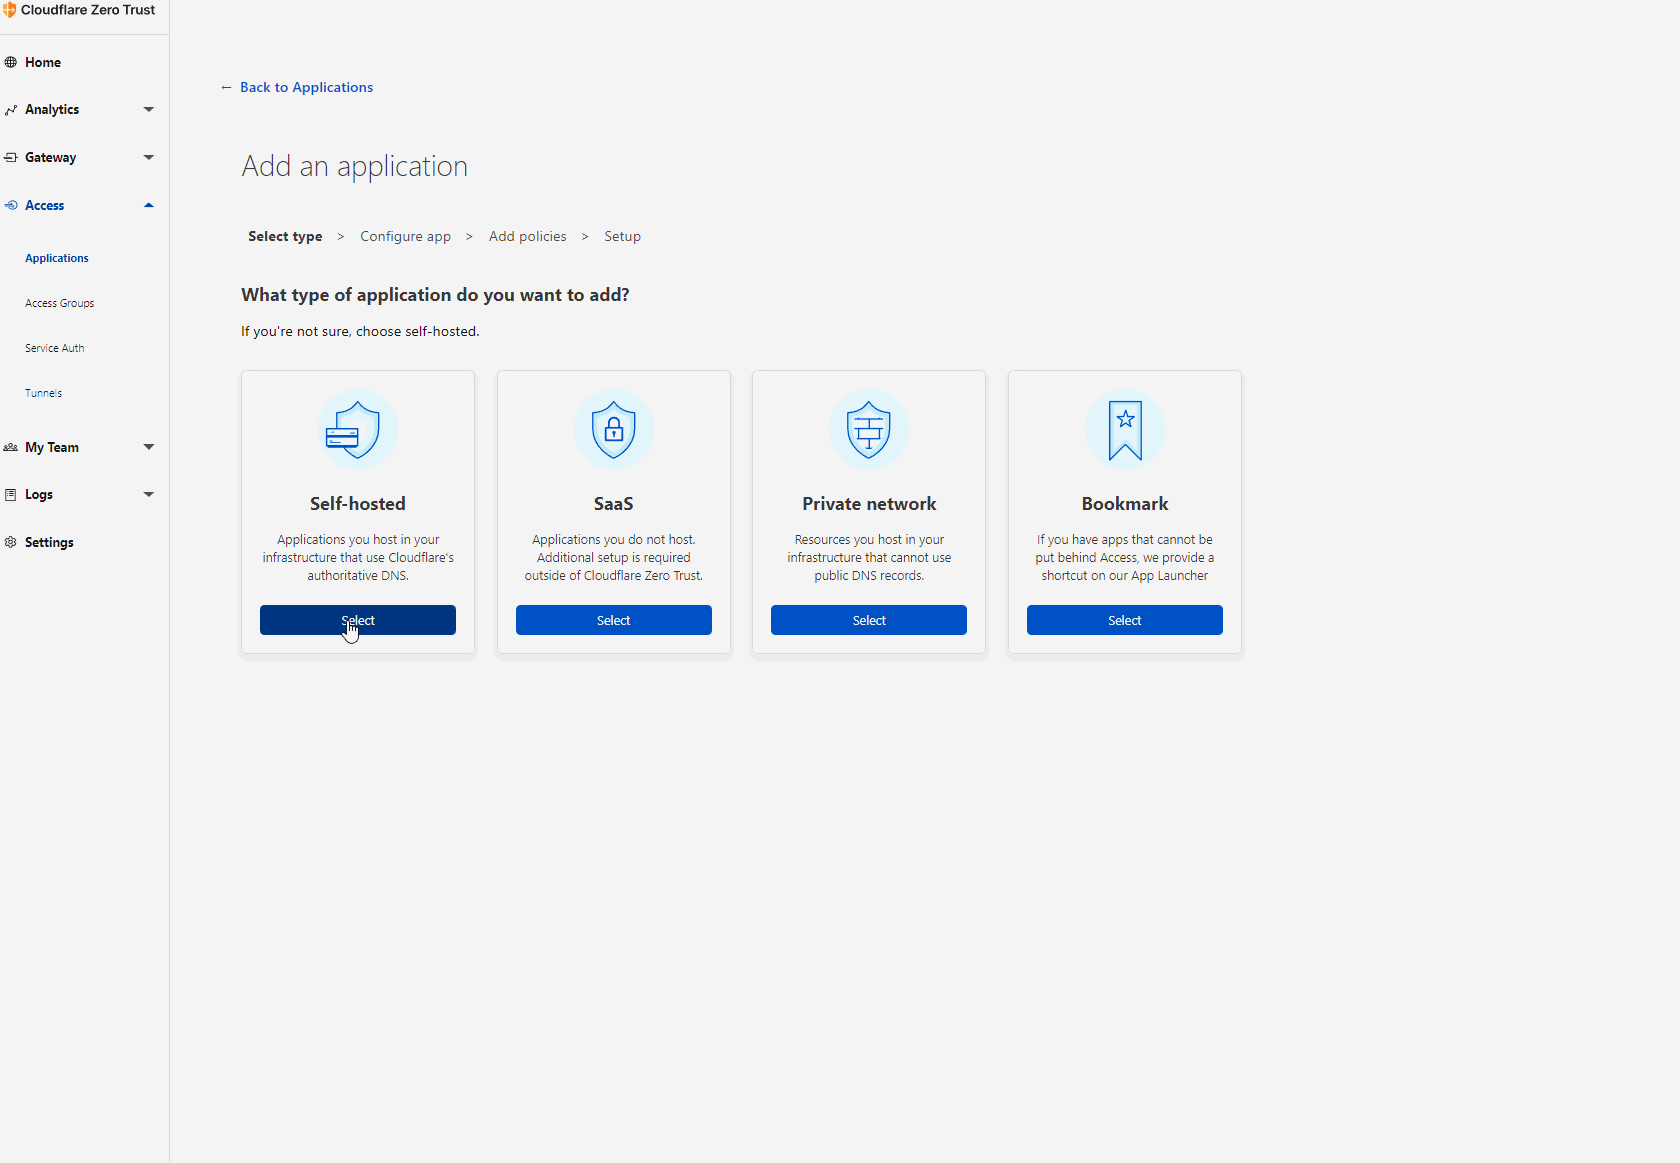 Cloudflare Zero Trust
Home
Analytics
Gateway
Access
Applications
Access Groups
Service Auth
Tunnels
My Team
Logs
Settings
← Back to Applications
Add an application
Select type > Configure app > Add policies > Setup
What type of application do you want to add?
If you're not sure, choose self-hosted.
Self-hosted
Applications you host in your
infrastructure that use Cloudflare's
authoritative DNS.
Select
SaaS
Applications you do not host.
Additional setup is required
outside of Cloudflare Zero Trust.
Select
Private network
Resources you host in your
infrastructure that cannot use
public DNS records.
Select
Bookmark
If you have apps that cannot be
put behind Access, we provide a
shortcut on our App Launcher
Select